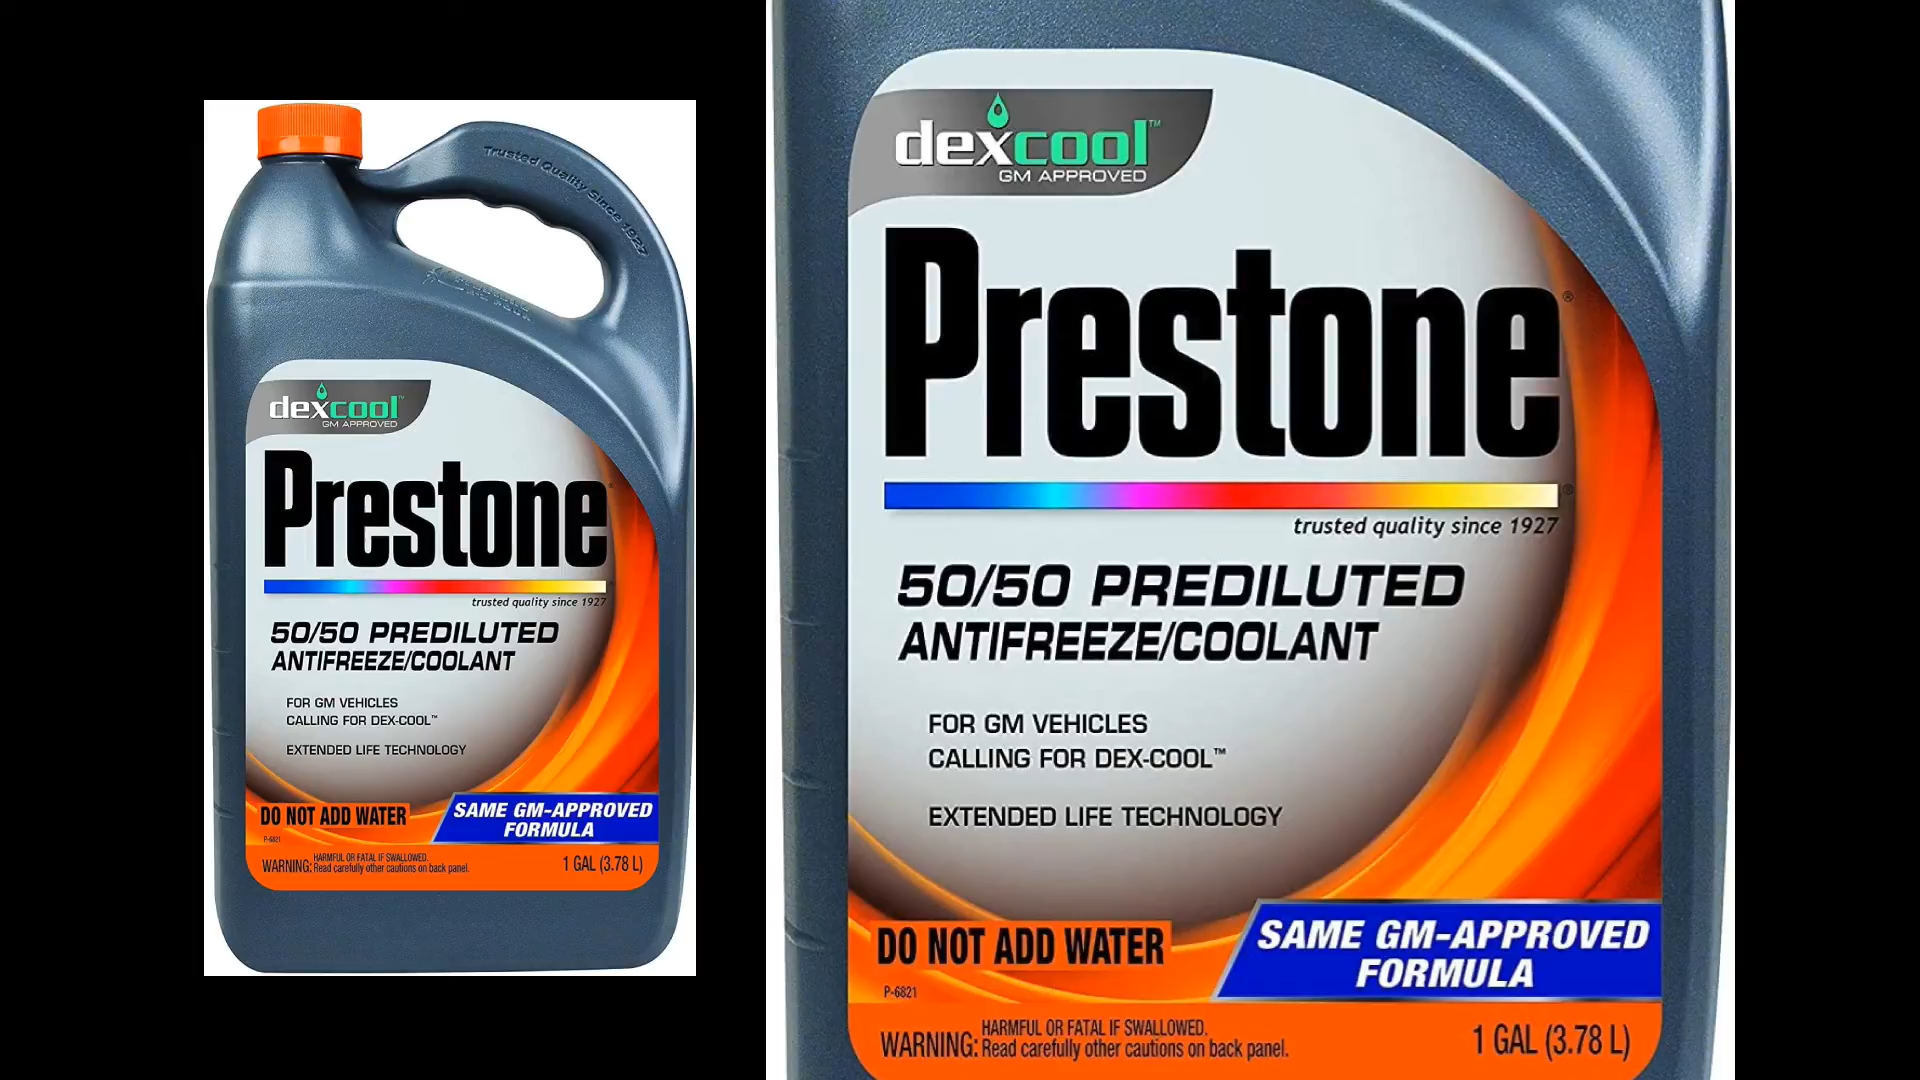 Trusted Quality Since 1927
dexcool™
GM APPROVED
Prestone
trusted quality since 1927
50/50 PREDILUTED
ANTIFREEZE/COOLANT
FOR GM VEHICLES
CALLING FOR DEX-COOL™
EXTENDED LIFE TECHNOLOGY
DO NOT ADD WATER
SAME GM-APPROVED
FORMULA
P-6821
WARNING: HARMFUL OR FATAL IF SWALLOWED.
Read carefully other cautions on back panel.
1 GAL (3.78 L)
dexcool™
GM APPROVED
Prestone®
trusted quality since 1927
50/50 PREDILUTED
ANTIFREEZE/COOLANT
FOR GM VEHICLES
CALLING FOR DEX-COOL™
EXTENDED LIFE TECHNOLOGY
DO NOT ADD WATER
SAME GM-APPROVED
FORMULA
P-6821
WARNING: HARMFUL OR FATAL IF SWALLOWED.
Read carefully other cautions on back panel.
1 GAL (3.78 L)